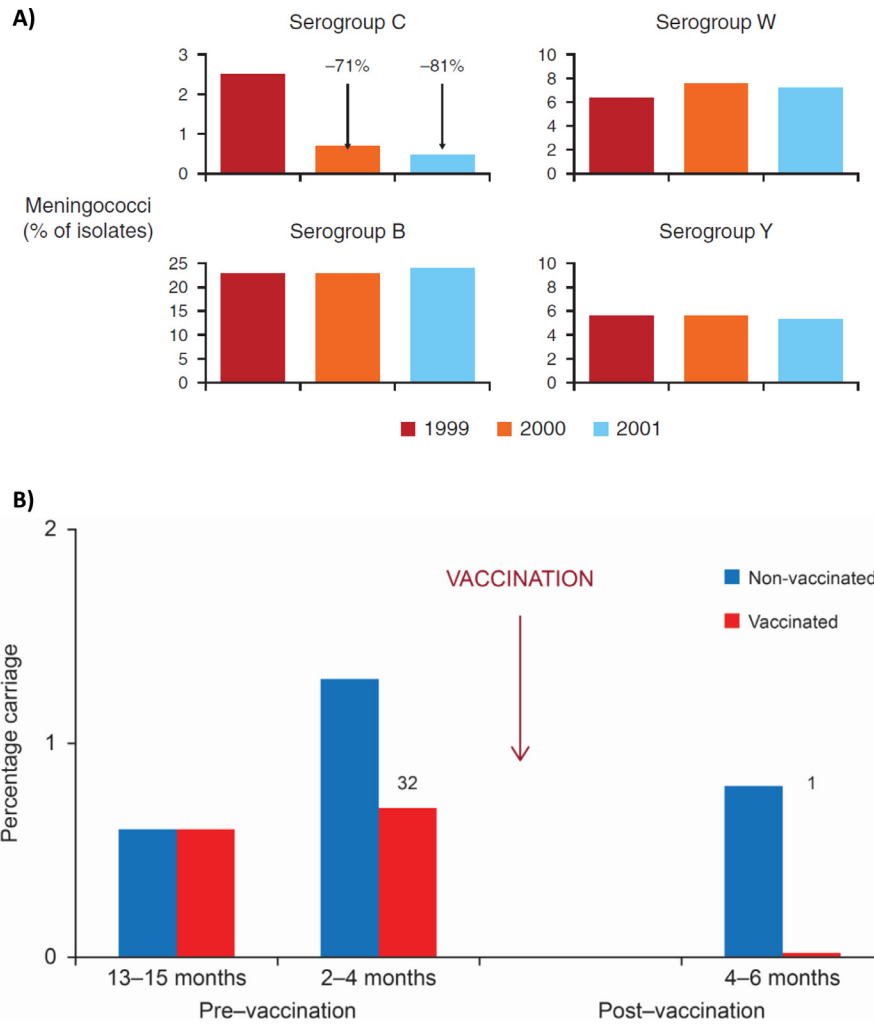 A)
Serogroup C
Serogroup W
3
2
1
0
–71%
–81%
10
8
6
4
2
0
Meningococci
(% of isolates)
Serogroup B
Serogroup Y
25
20
15
10
5
0
10
8
6
4
2
0
1999 2000 2001
B)
2
1
0
Percentage carriage
VACCINATION
Non-vaccinated
Vaccinated
32
1
13–15 months 2–4 months 4–6 months
Pre–vaccination Post–vaccination